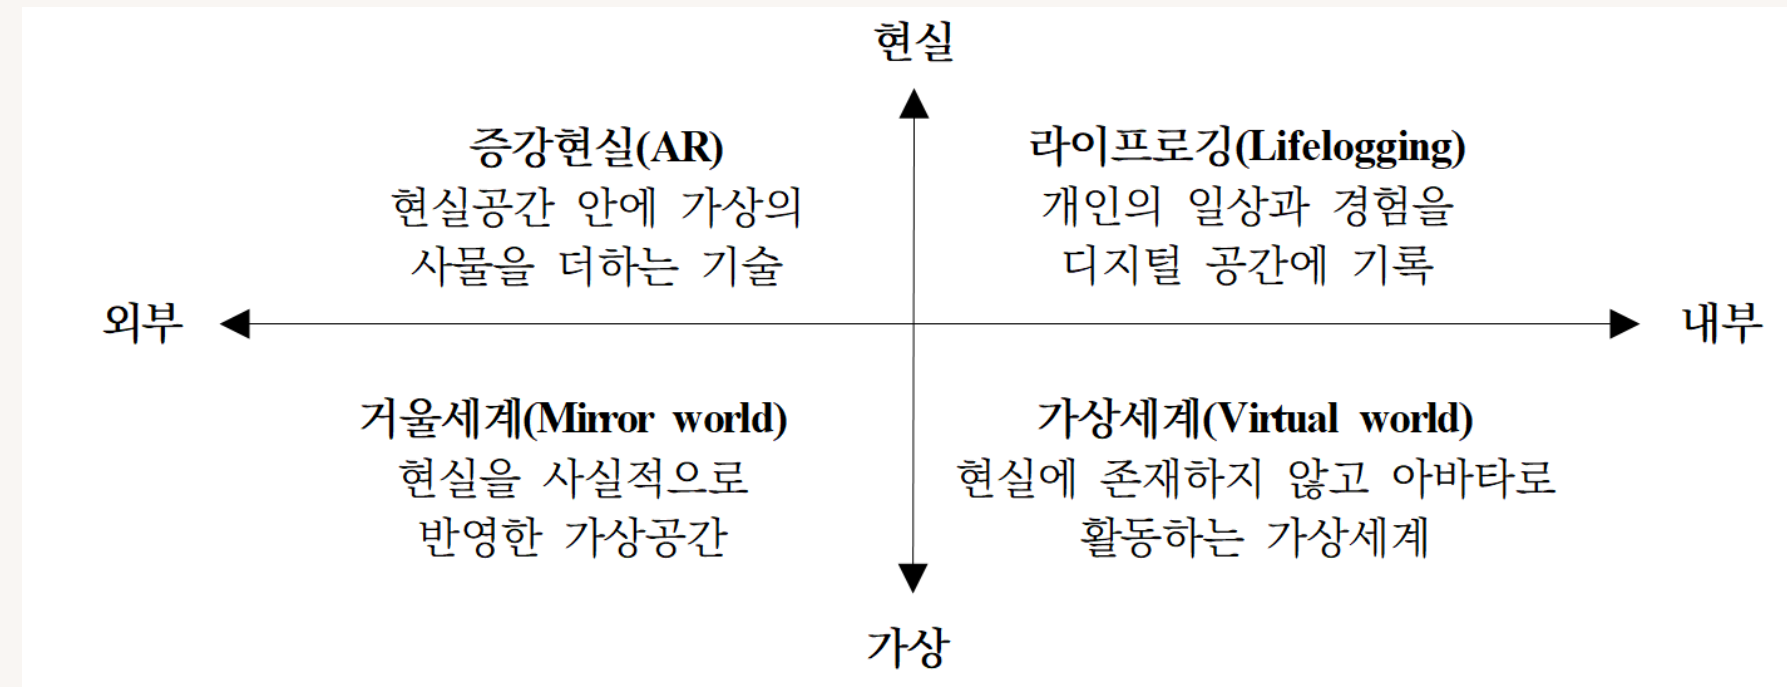 현실
증강현실(AR)
현실공간 안에 가상의
사물을 더하는 기술
라이프로깅(Lifelogging)
개인의 일상과 경험을
디지털 공간에 기록
외부
내부
거울세계(Mirror world)
현실을 사실적으로
반영한 가상공간
가상세계(Virtual world)
현실에 존재하지 않고 아바타로
활동하는 가상세계
가상